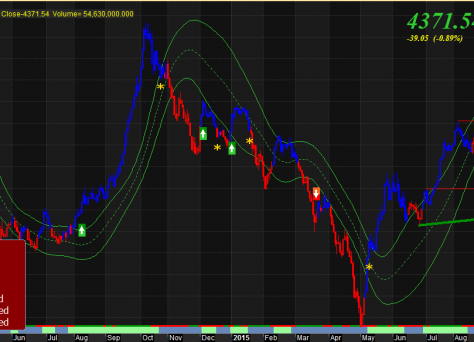 Close-4371.54 Volume= 54,630,000.000
4371.54
-39.05 (-0.89%)
d
ed
ed
Jun Jul Aug Sep Oct Nov Dec 2015 Feb Mar Apr May Jun Jul Aug